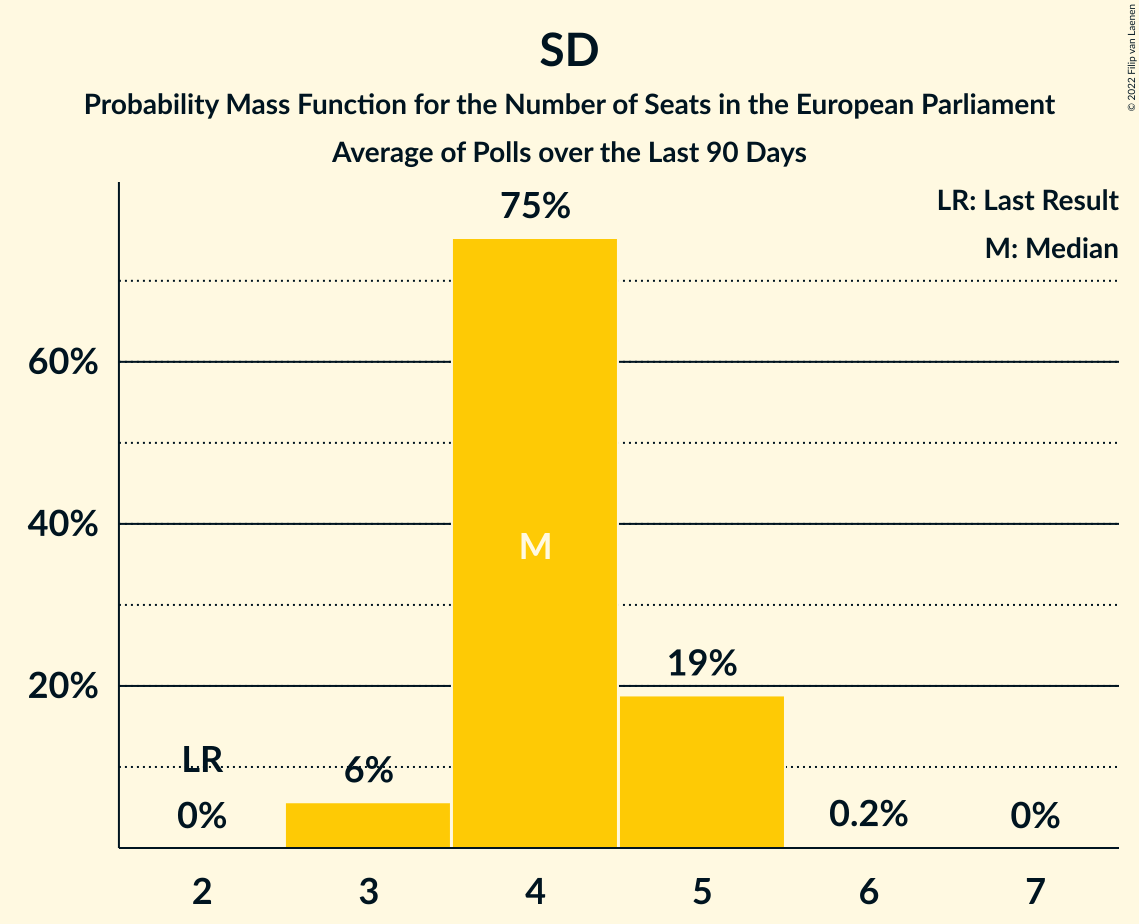 SD
Probability Mass Function for the Number of Seats in the European Parliament
Average of Polls over the Last 90 Days
© 2022 Filip van Laenen
LR: Last Result
M: Median
75%
60%
40%
M
19%
20%
LR
6%
0%
0.2%
0%
2 3 4 5 6 7